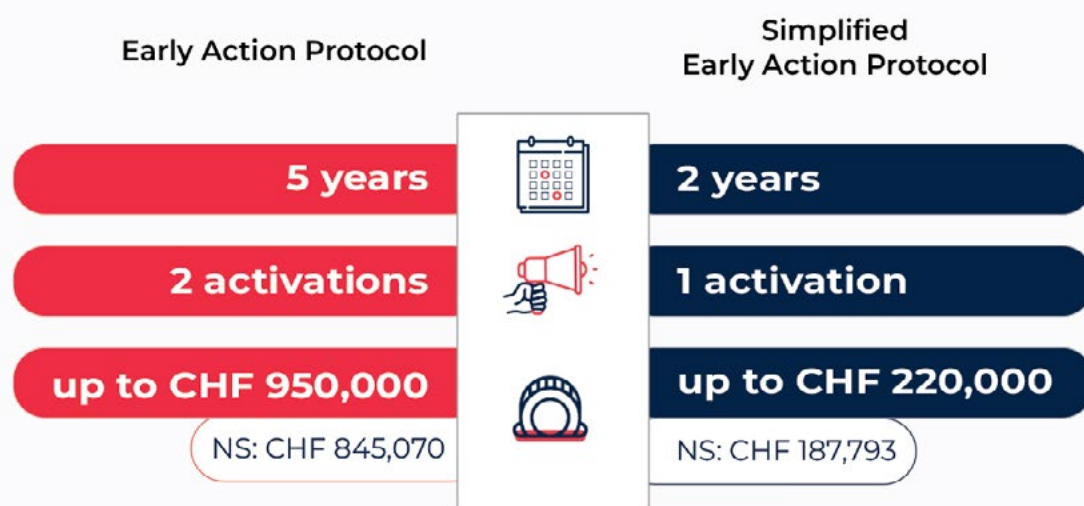 Early Action Protocol
Simplified
Early Action Protocol
5 years
2 years
2 activations
1 activation
up to CHF 950,000
up to CHF 220,000
NS: CHF 845,070
NS: CHF 187,793